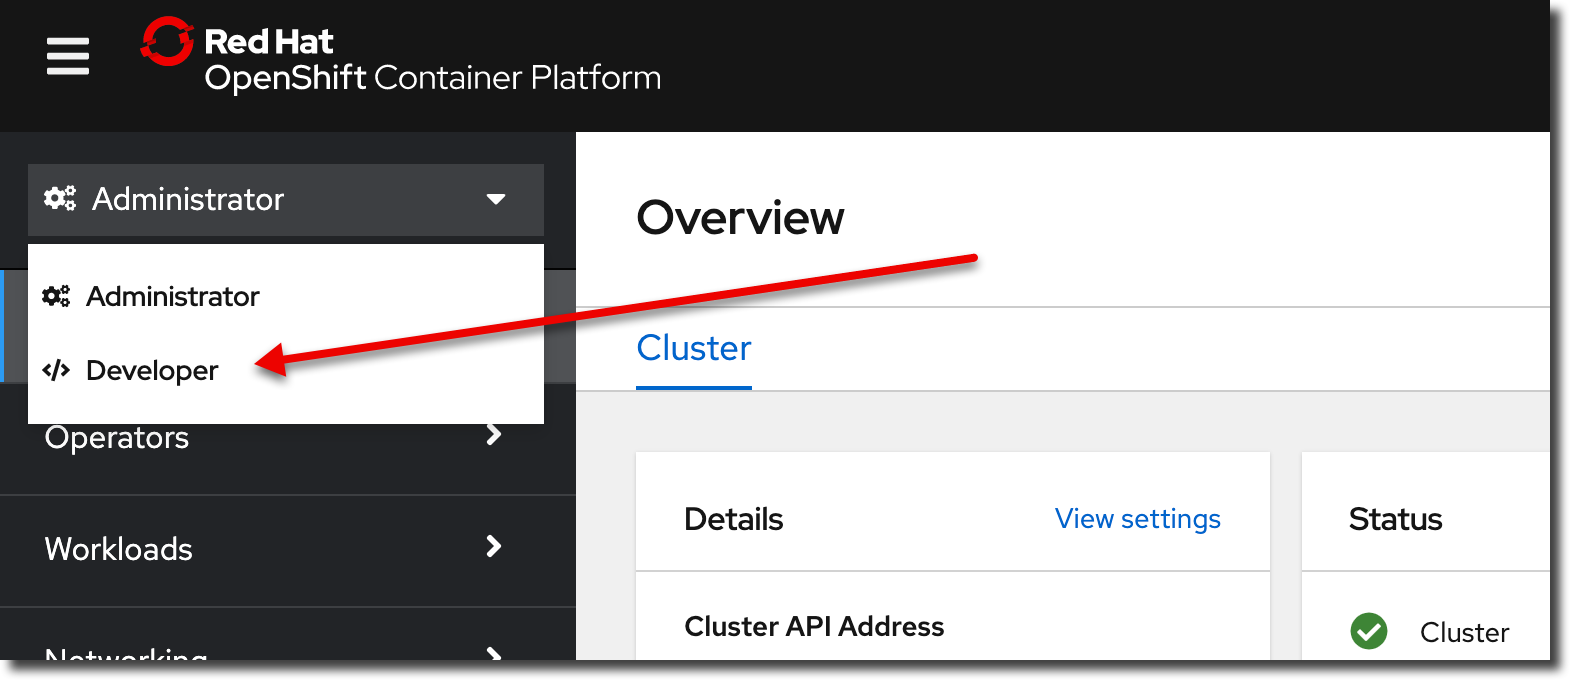 Red Hat
OpenShift Container Platform
Administrator
Administrator
Developer
Operators
Workloads
Networking
Overview
Cluster
Details
View settings
Cluster API Address
Status
Cluster